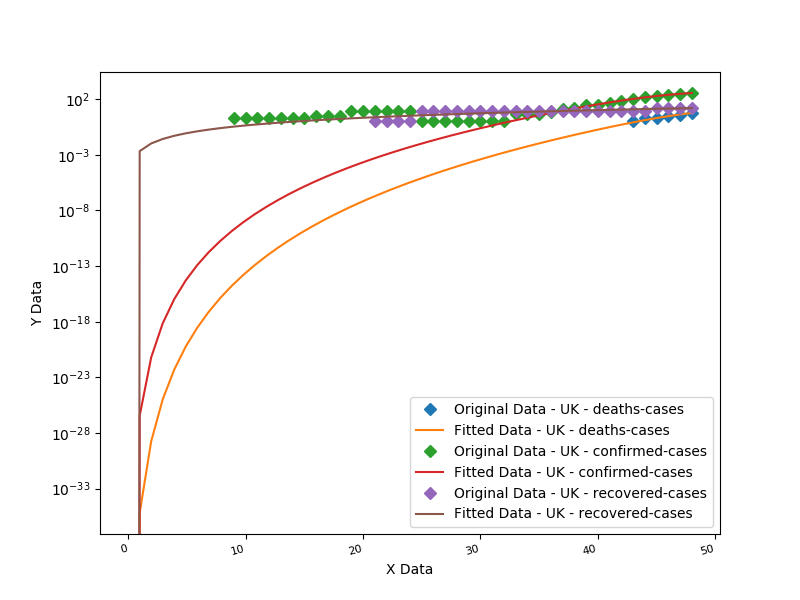 10^2
10^-3
10^-8
10^-13
10^-18
10^-23
10^-28
10^-33
Y Data
Original Data - UK - deaths-cases
Fitted Data - UK - deaths-cases
Original Data - UK - confirmed-cases
Fitted Data - UK - confirmed-cases
Original Data - UK - recovered-cases
Fitted Data - UK - recovered-cases
0 10 20 30 40 50
X Data